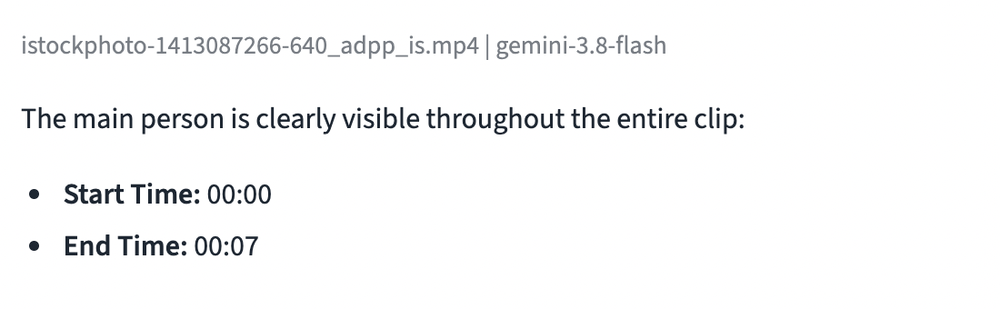 istockphoto-1413087266-640_adpp_is.mp4 | gemini-3.8-flash
The main person is clearly visible throughout the entire clip:
• Start Time: 00:00
• End Time: 00:07